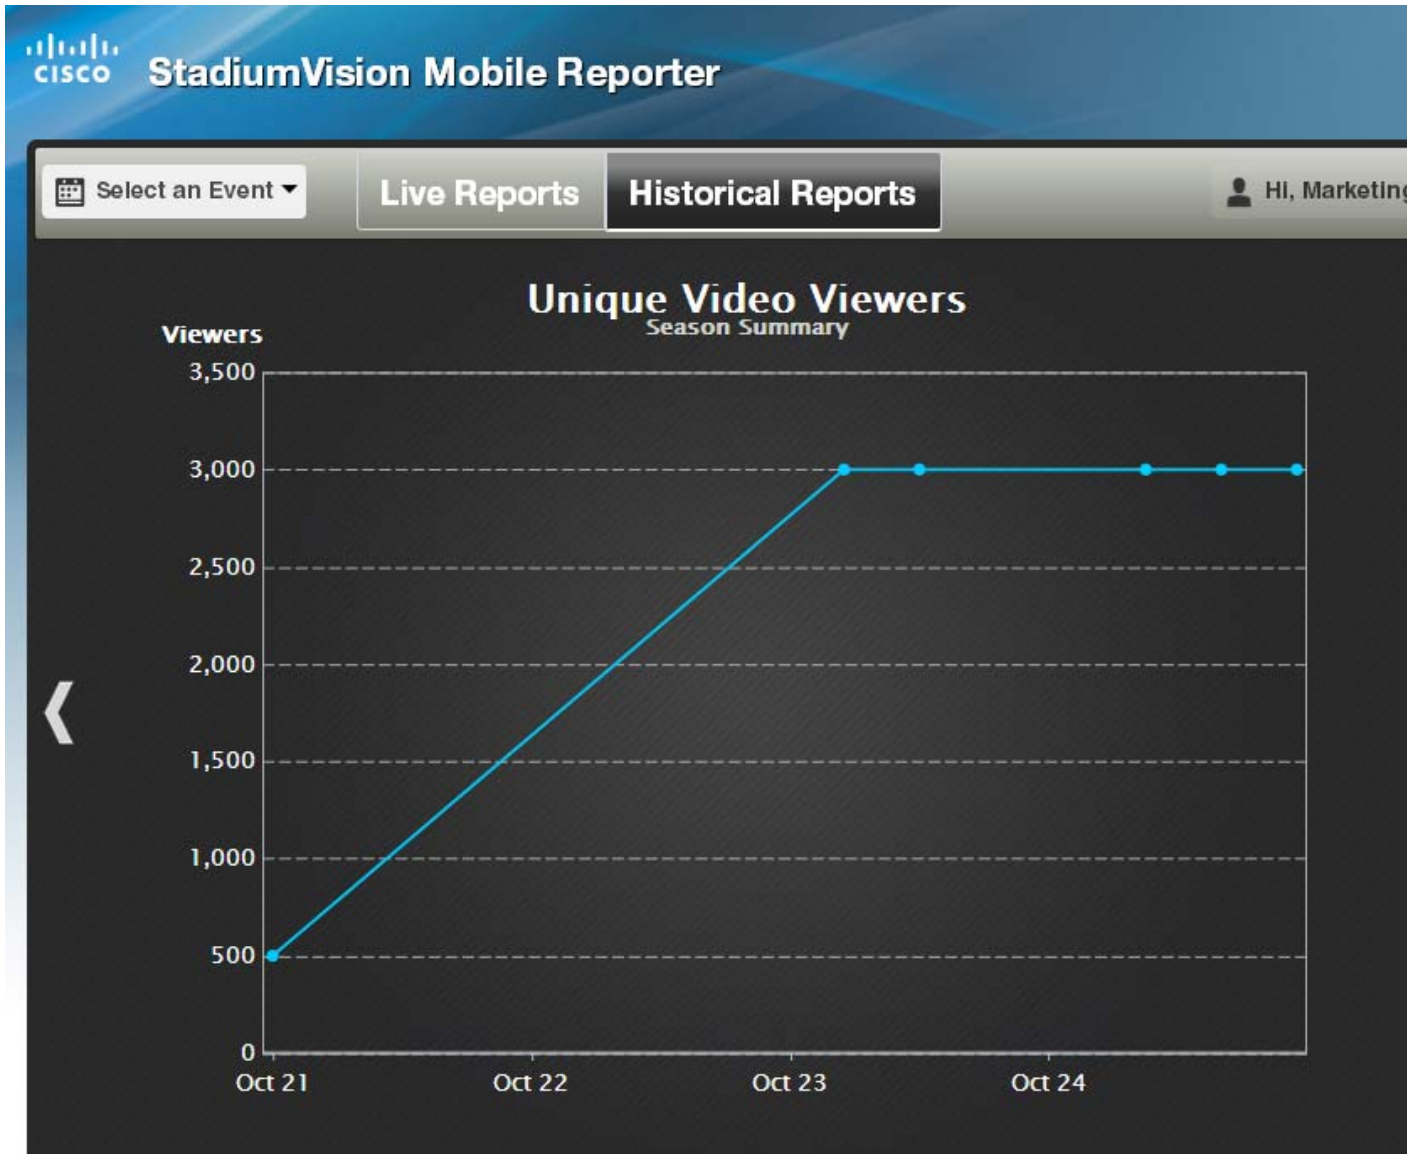 CISCO
StadiumVision Mobile Reporter
Select an Event
Live Reports
Historical Reports
Hi, Marketing
Unique Video Viewers
Season Summary
Viewers
3,500
3,000
2,500
2,000
1,500
1,000
500
0
Oct 21 Oct 22 Oct 23 Oct 24